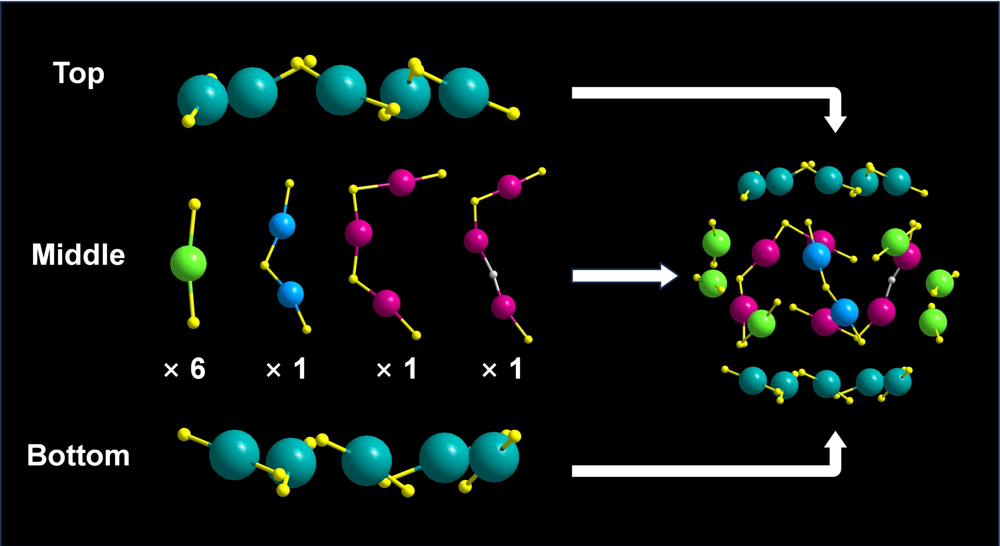 Top
Middle
× 6
× 1
× 1
× 1
Bottom